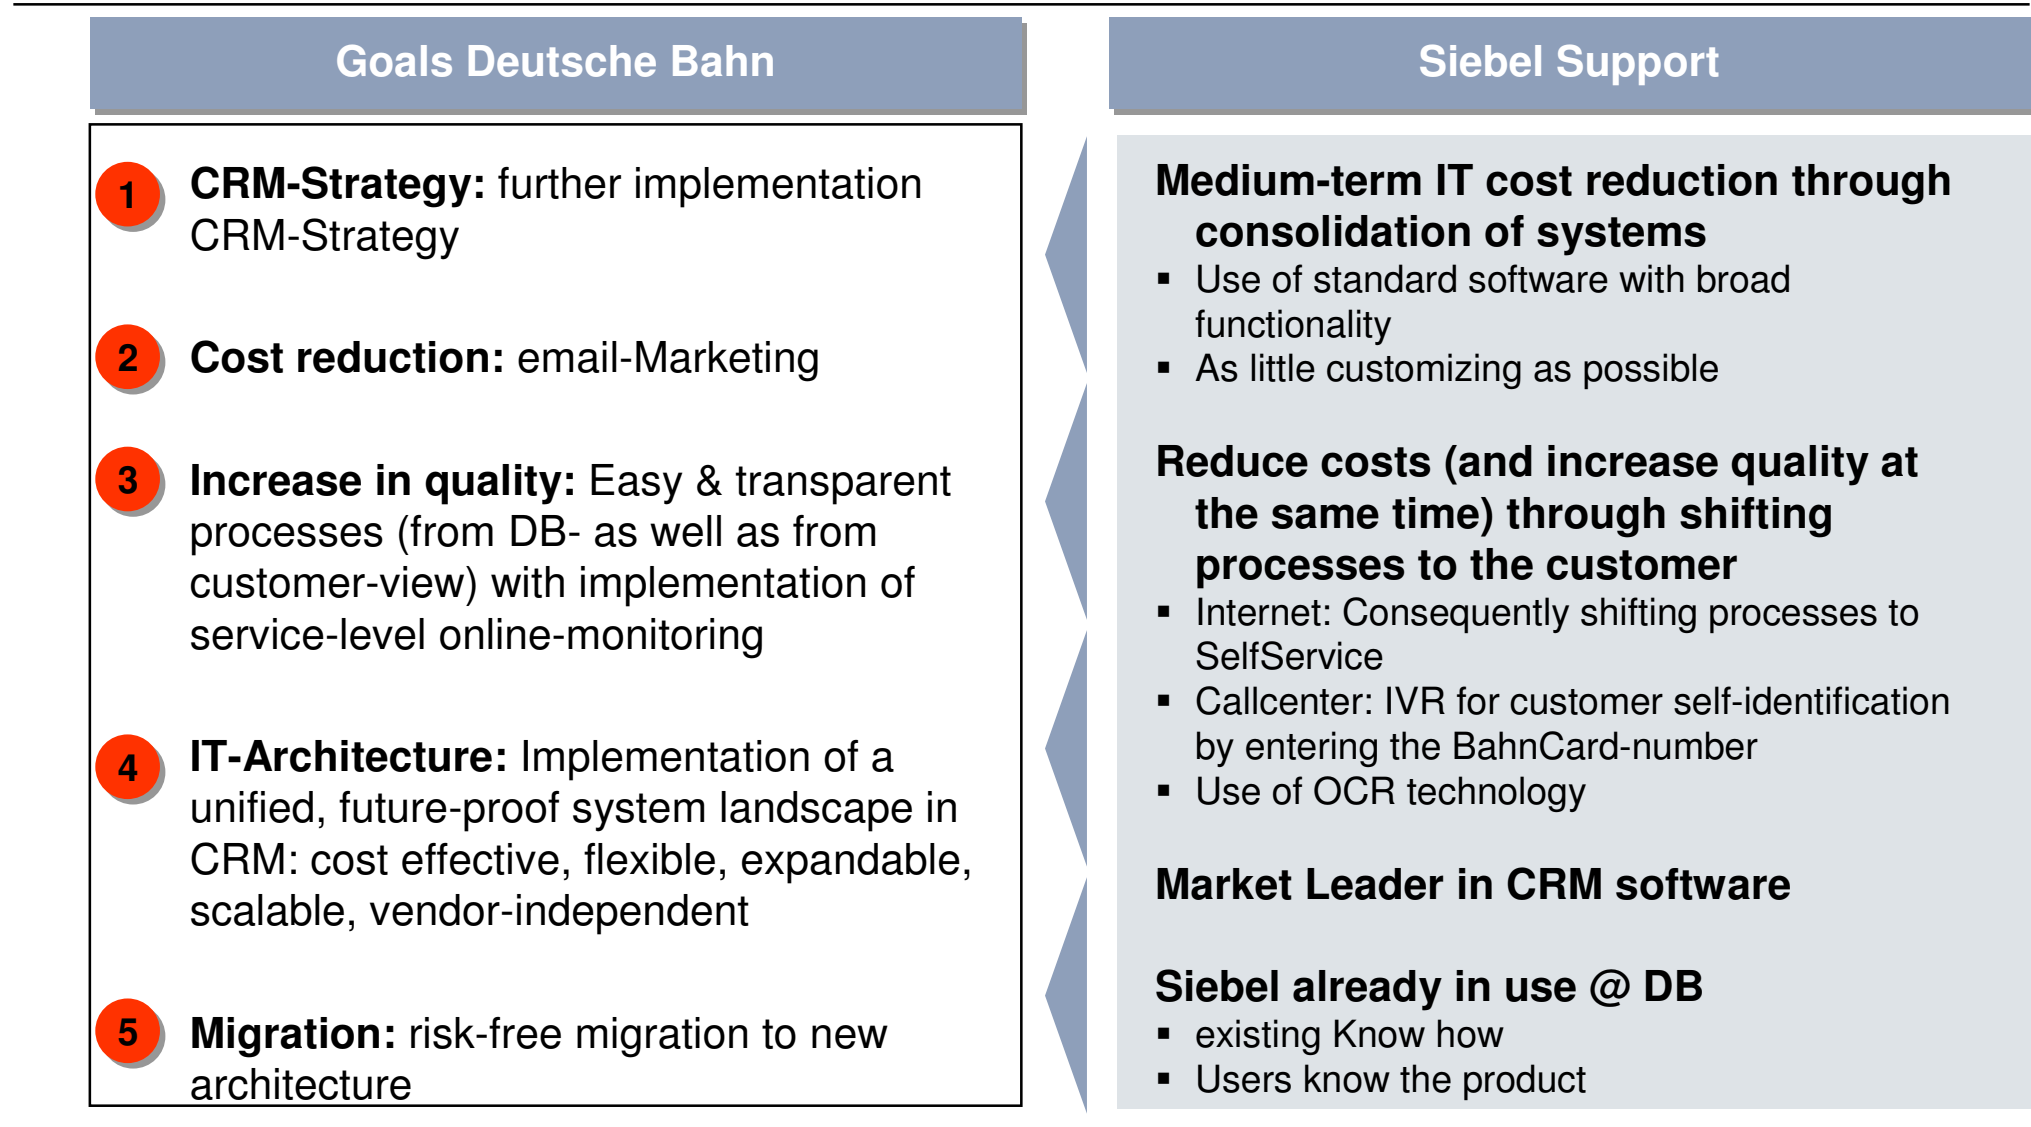 Goals Deutsche Bahn
1
CRM-Strategy: further implementation
CRM-Strategy
2
Cost reduction: email-Marketing
3
Increase in quality: Easy & transparent
processes (from DB- as well as from
customer-view) with implementation of
service-level online-monitoring
4
IT-Architecture: Implementation of a
unified, future-proof system landscape in
CRM: cost effective, flexible, expandable,
scalable, vendor-independent
5
Migration: risk-free migration to new
architecture
Siebel Support
Medium-term IT cost reduction through
consolidation of systems
▪ Use of standard software with broad
functionality
▪ As little customizing as possible
Reduce costs (and increase quality at
the same time) through shifting
processes to the customer
▪ Internet: Consequently shifting processes to
SelfService
▪ Callcenter: IVR for customer self-identification
by entering the BahnCard-number
▪ Use of OCR technology
Market Leader in CRM software
Siebel already in use @ DB
▪ existing Know how
▪ Users know the product